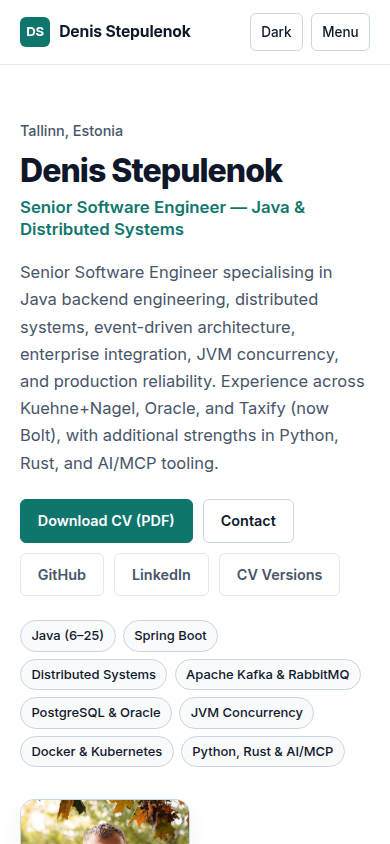 DS Denis Stepulenok Dark Menu
Tallinn, Estonia
Denis Stepulenok
Senior Software Engineer — Java &
Distributed Systems
Senior Software Engineer specialising in
Java backend engineering, distributed
systems, event-driven architecture,
enterprise integration, JVM concurrency,
and production reliability. Experience across
Kuehne+Nagel, Oracle, and Taxify (now
Bolt), with additional strengths in Python,
Rust, and AI/MCP tooling.
Download CV (PDF) Contact
GitHub LinkedIn CV Versions
Java (6–25) Spring Boot
Distributed Systems Apache Kafka & RabbitMQ
PostgreSQL & Oracle JVM Concurrency
Docker & Kubernetes Python, Rust & AI/MCP